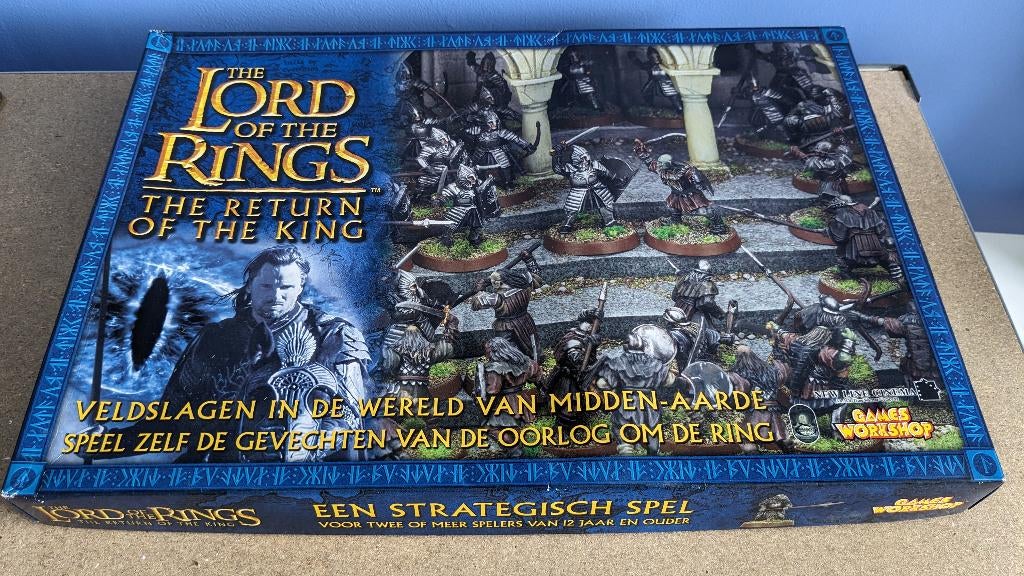 THE
LORD
OF THE
RINGS
™
THE RETURN
OF THE KING
VELDSLAGEN IN DE WERELD VAN MIDDEN-AARDE
SPEEL ZELF DE GEVECHTEN VAN DE OORLOG OM DE RING
NEW LINE CINEMA
GAMES
WORKSHOP
THE LORD OF THE RINGS
THE RETURN OF THE KING
EEN STRATEGISCH SPEL
VOOR TWEE OF MEER SPELERS VAN 12 JAAR EN OUDER
GAMES
WORKSHOP